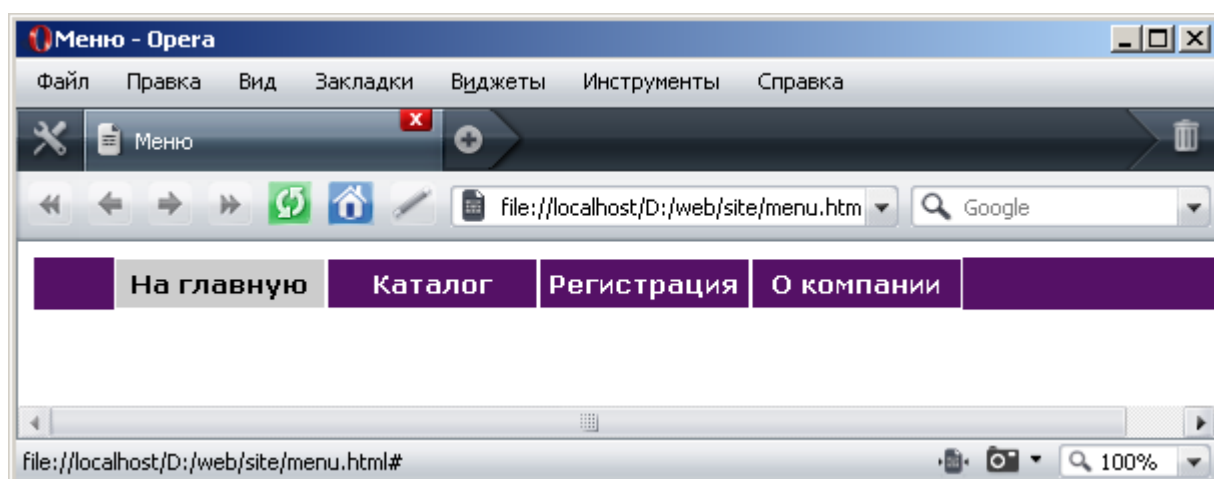 Меню - Opera
Файл Правка Вид Закладки Виджеты Инструменты Справка
Меню
file://localhost/D:/web/site/menu.htm Google
На главную Каталог Регистрация О компании
file://localhost/D:/web/site/menu.html# 100%